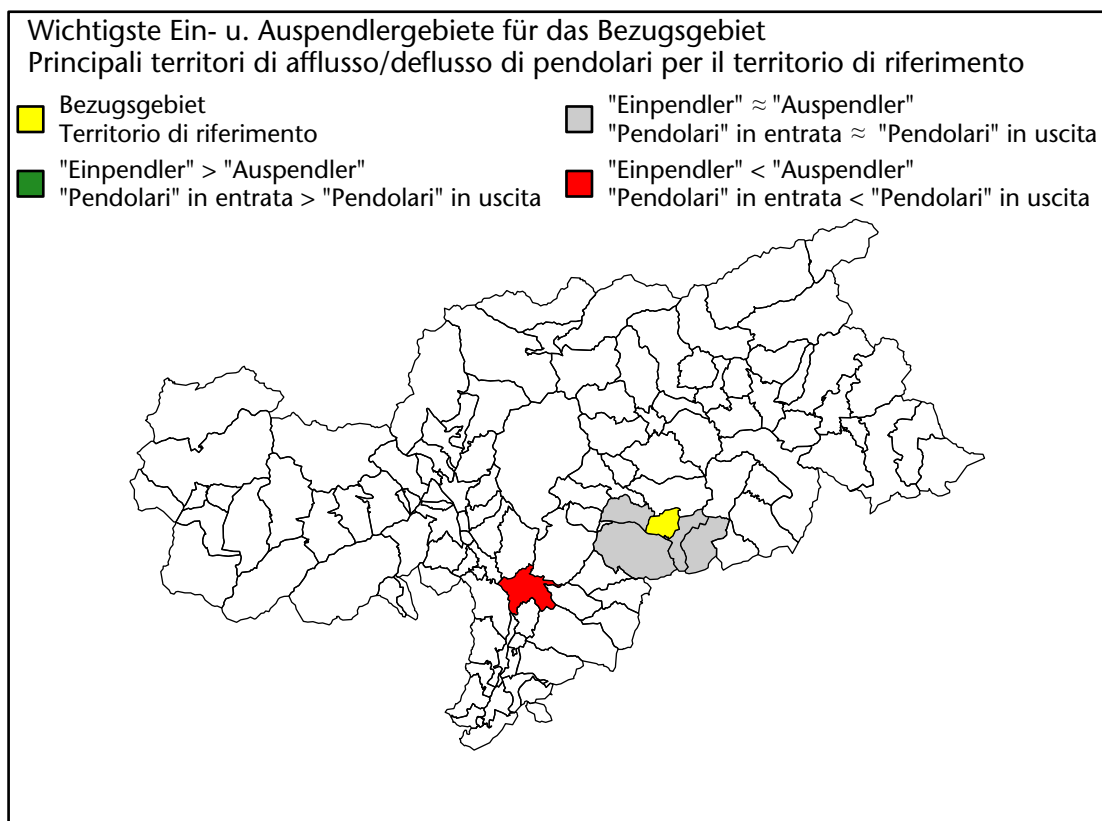 Wichtigste Ein- u. Auspendlergebiete für das Bezugsgebiet
Principali territori di afflusso/deflusso di pendolari per il territorio di riferimento
Bezugsgebiet
Territorio di riferimento
"Einpendler" > "Auspendler"
"Pendolari" in entrata > "Pendolari" in uscita
"Einpendler" ≈ "Auspendler"
"Pendolari" in entrata ≈ "Pendolari" in uscita
"Einpendler" < "Auspendler"
"Pendolari" in entrata < "Pendolari" in uscita